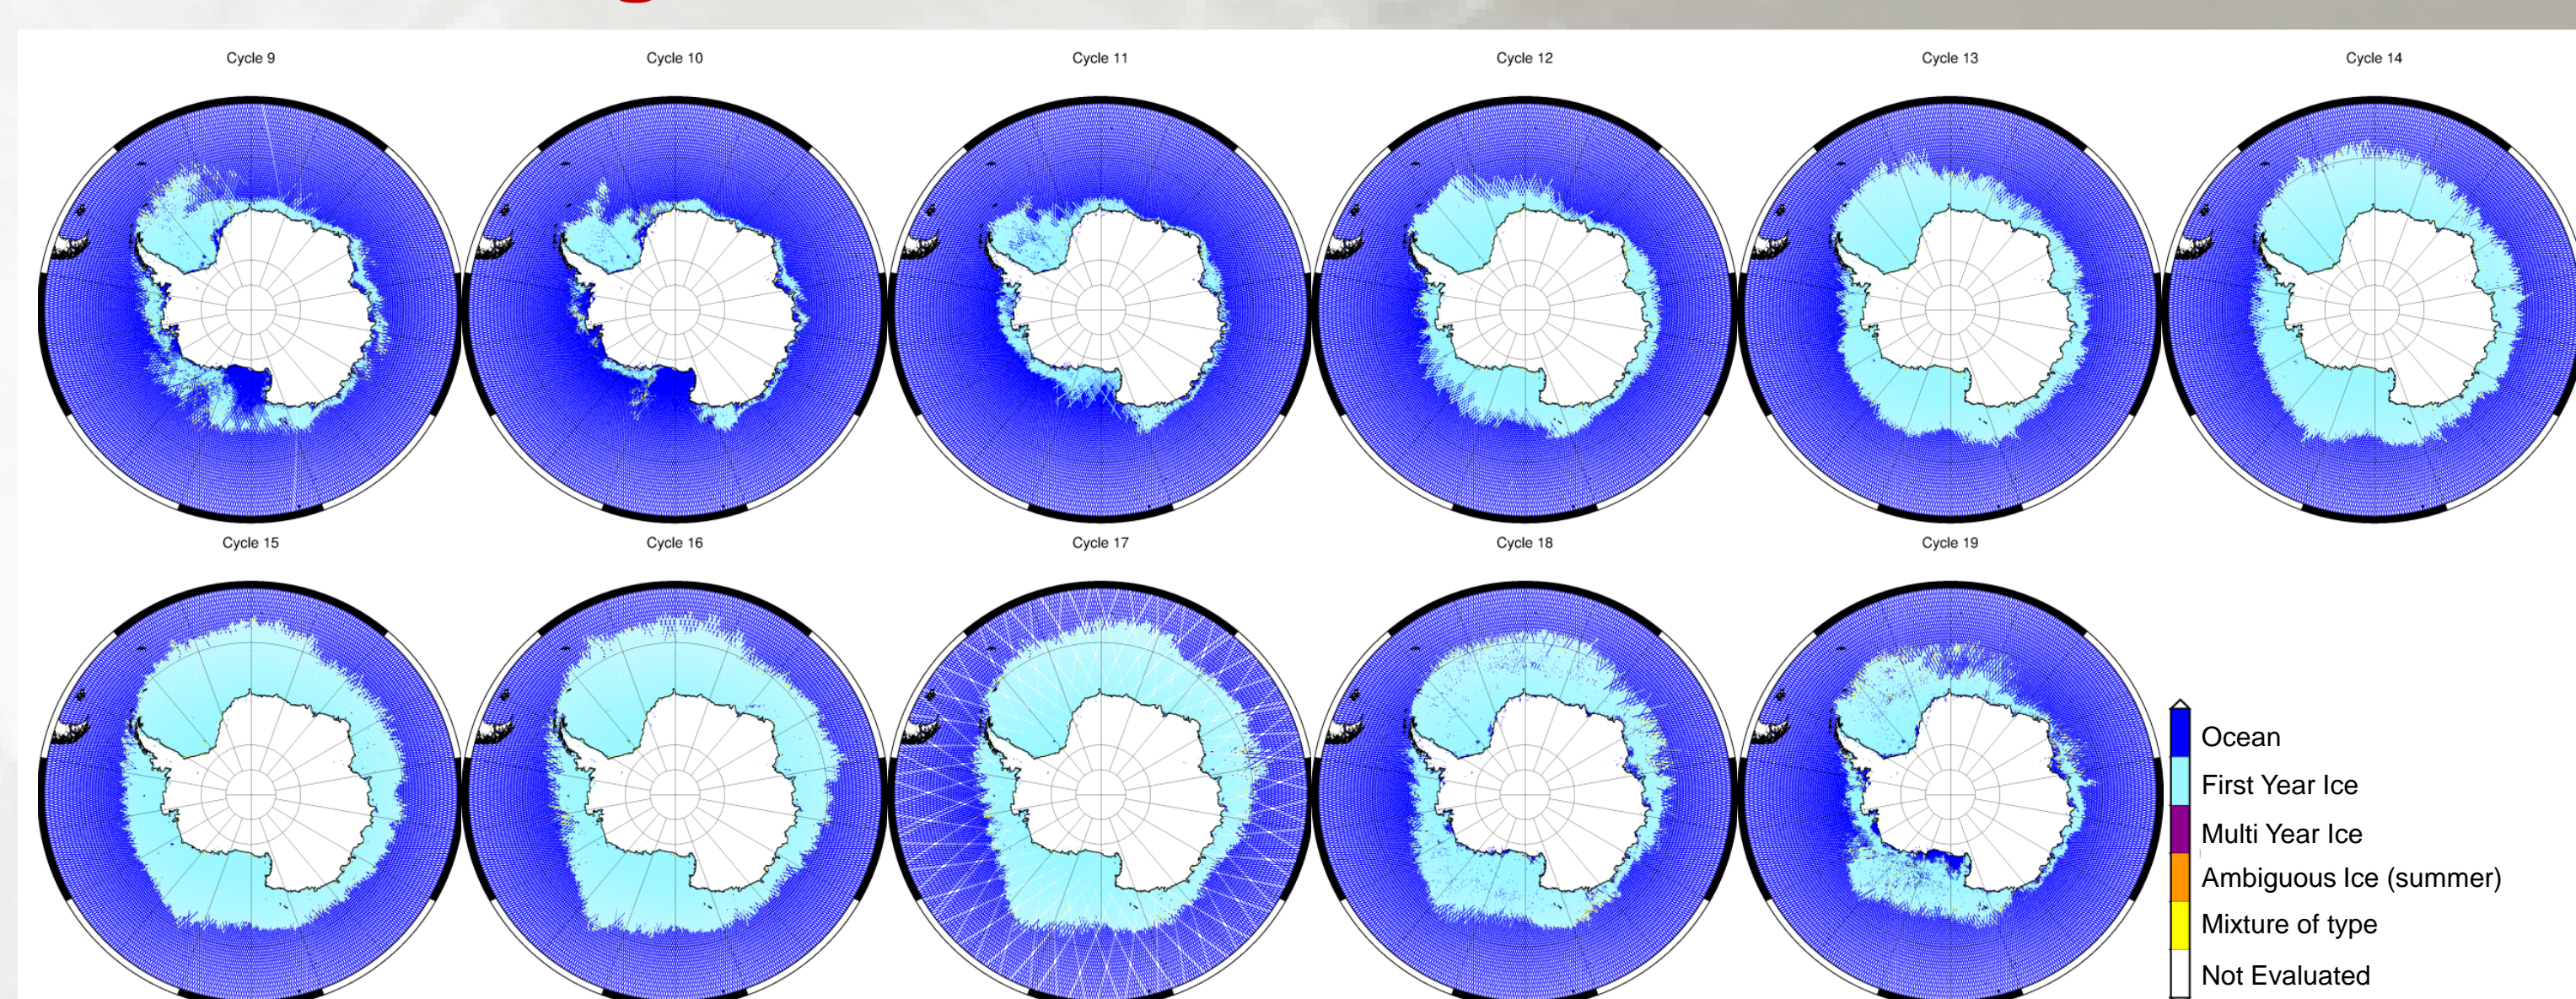 Cycle 9
Cycle 10
Cycle 11
Cycle 12
Cycle 13
Cycle 14
Cycle 15
Cycle 16
Cycle 17
Cycle 18
Cycle 19
Ocean
First Year Ice
Multi Year Ice
Ambiguous Ice (summer)
Mixture of type
Not Evaluated